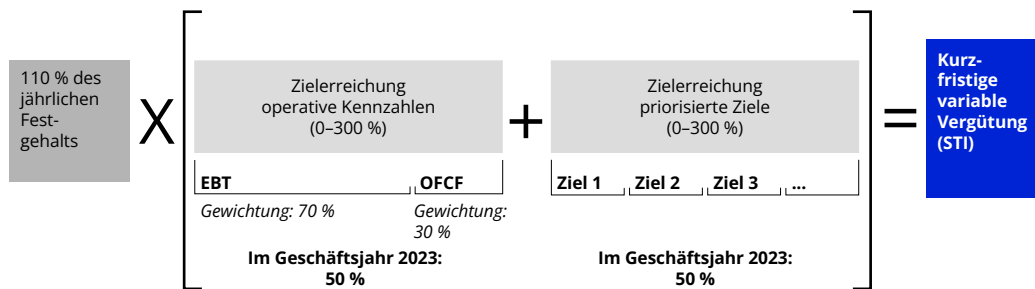 110 % des
jährlichen
Fest-
gehalts
X
Zielerreichung
operative Kennzahlen
(0–300 %)
EBT
OFCF
Gewichtung: 70 %
Gewichtung:
30 %
Im Geschäftsjahr 2023:
50 %
+
Zielerreichung
priorisierte Ziele
(0–300 %)
Ziel 1
Ziel 2
Ziel 3
...
Im Geschäftsjahr 2023:
50 %
=
Kurz-
fristige
variable
Vergütung
(STI)